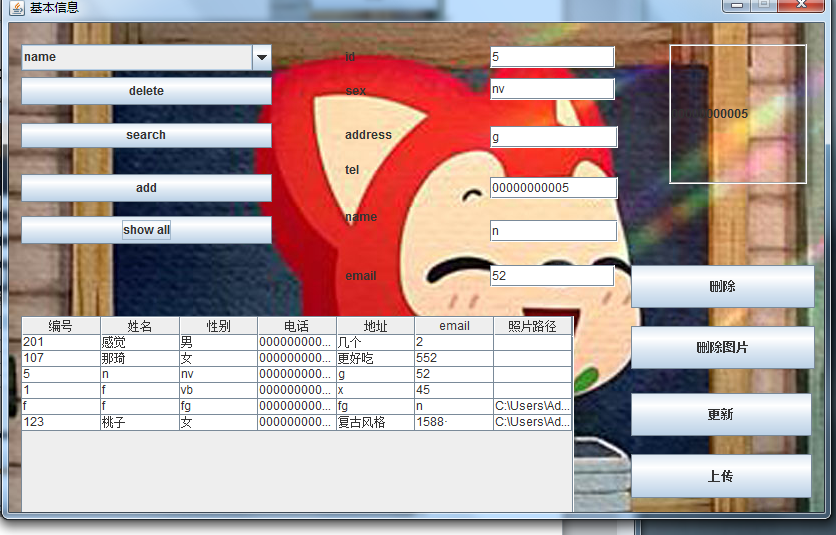 基本信息
name
delete
search
add
show all
id
5
sex
nv
address
g
tel
00000000005
name
n
email
52
000005
删除
删除图片
更新
上传
编号 姓名 性别 电话 地址 email 照片路径
201 感觉 男 000000000... 几个 2
107 那琦 女 000000000... 更好吃 552
5 n nv 000000000... g 52
1 f vb 000000000... x 45
f f fg 000000000... fg n C:\Users\Ad...
123 桃子 女 000000000... 复古风格 1588· C:\Users\Ad...